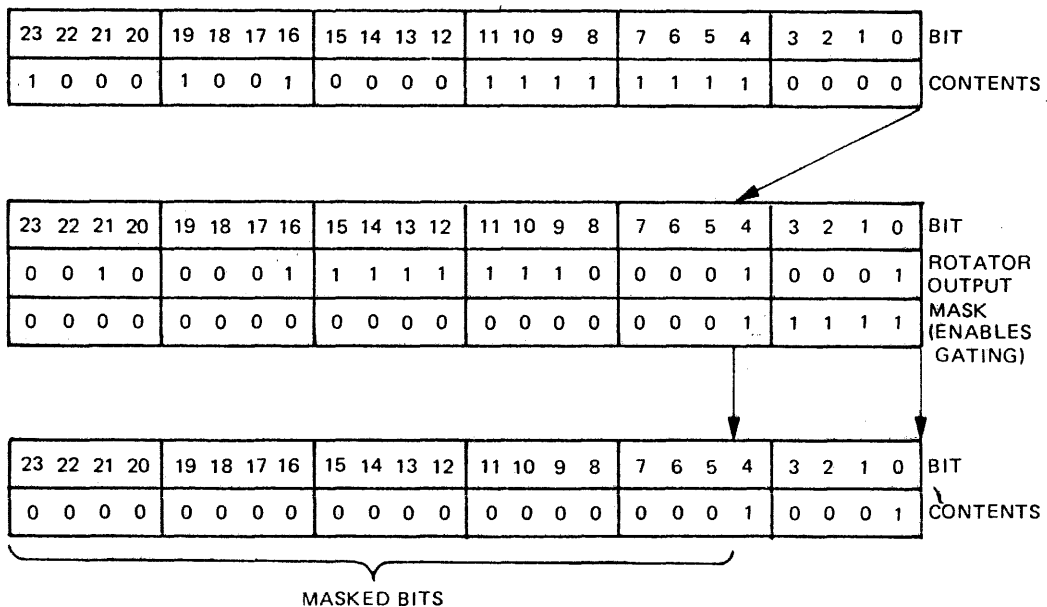 23 22 21 20 19 18 17 16 15 14 13 12 11 10 9 8 7 6 5 4 3 2 1 0 BIT
1 0 0 0 1 0 0 1 0 0 0 0 1 1 1 1 1 1 1 1 0 0 0 0 CONTENTS
23 22 21 20 19 18 17 16 15 14 13 12 11 10 9 8 7 6 5 4 3 2 1 0 BIT
0 0 1 0 0 0 0 1 1 1 1 1 1 1 1 0 0 0 0 1 0 0 0 1 ROTATOR
OUTPUT
0 0 0 0 0 0 0 0 0 0 0 0 0 0 0 0 0 0 0 1 1 1 1 1 MASK
(ENABLES
GATING)
23 22 21 20 19 18 17 16 15 14 13 12 11 10 9 8 7 6 5 4 3 2 1 0 BIT
0 0 0 0 0 0 0 0 0 0 0 0 0 0 0 0 0 0 0 1 0 0 0 1 CONTENTS
MASKED BITS